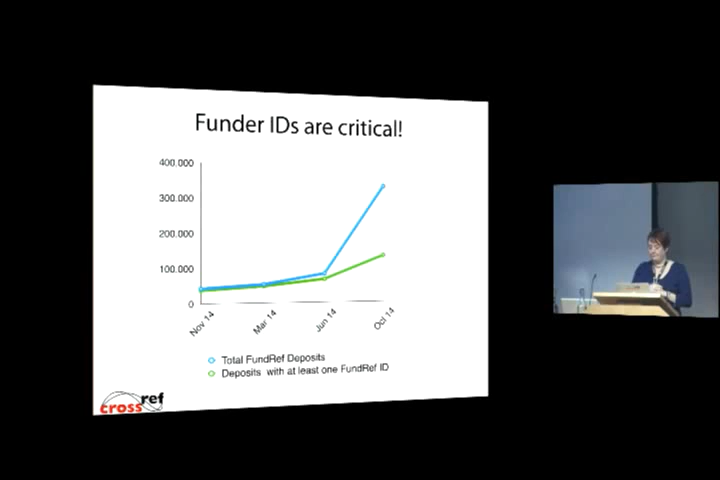 Funder IDs are critical!
400.000
300.000
200.000
100.000
0
Nov 14
Mar 14
Jun 14
Oct 14
Total FundRef Deposits
Deposits with at least one FundRef ID
crossref